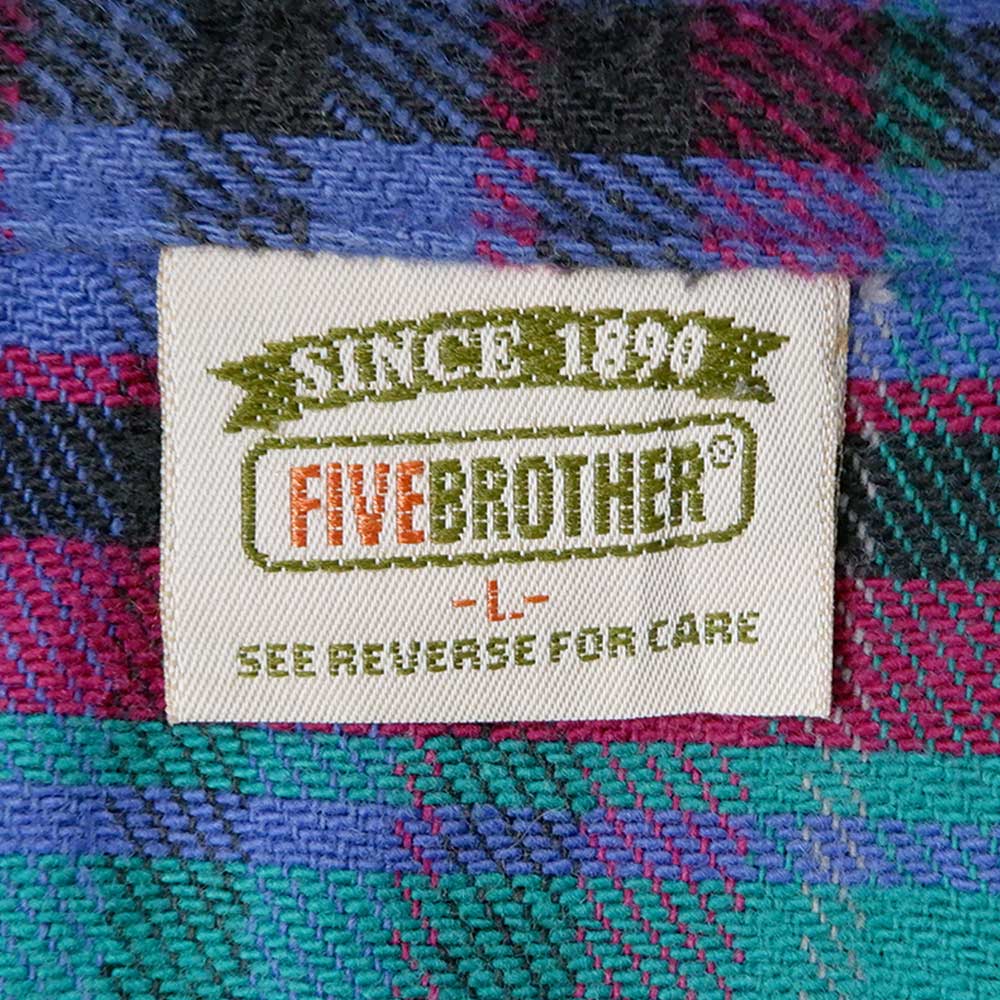 SINCE 1890
FIVEBROTHER®
-L-
SEE REVERSE FOR CARE